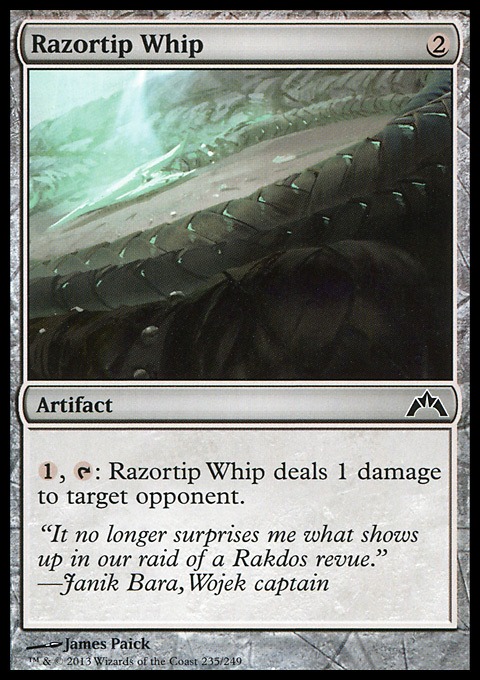 Razortip Whip 2
Artifact
1, : Razortip Whip deals 1 damage
to target opponent.
“It no longer surprises me what shows
up in our raid of a Rakdos revue.”
—Janik Bara, Wojek captain
James Paick
™ & © 2013 Wizards of the Coast 235/249